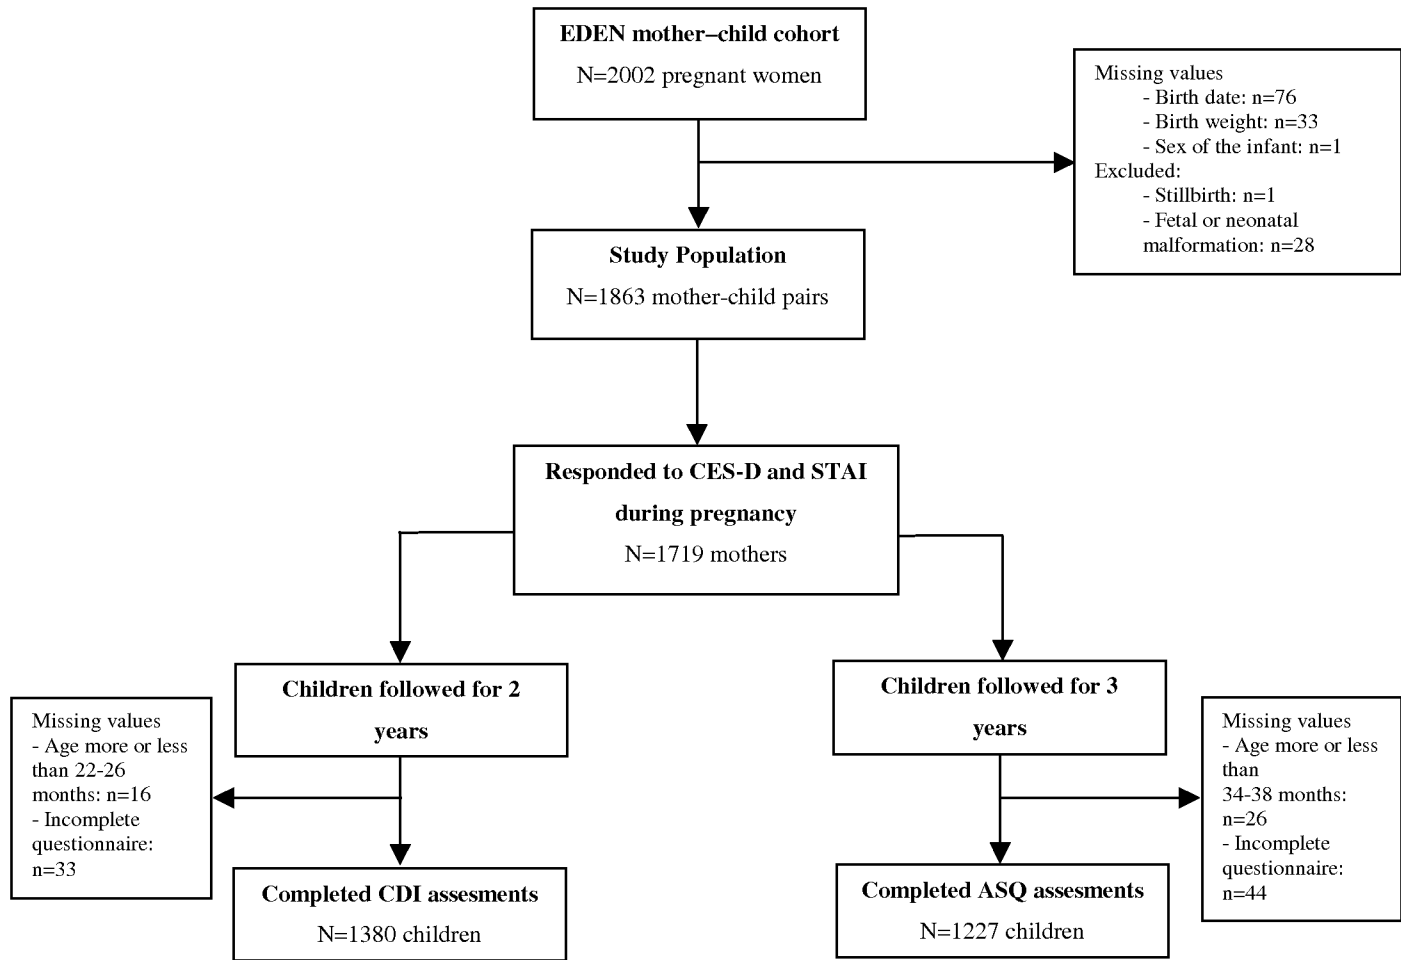 EDEN mother–child cohort
N=2002 pregnant women
Missing values
- Birth date: n=76
- Birth weight: n=33
- Sex of the infant: n=1
Excluded:
- Stillbirth: n=1
- Fetal or neonatal
malformation: n=28
Study Population
N=1863 mother-child pairs
Responded to CES-D and STAI
during pregnancy
N=1719 mothers
Children followed for 2
years
Missing values
- Age more or less
than 22-26
months: n=16
- Incomplete
questionnaire:
n=33
Completed CDI assesments
N=1380 children
Children followed for 3
years
Missing values
- Age more or less
than
34-38 months:
n=26
- Incomplete
questionnaire:
n=44
Completed ASQ assesments
N=1227 children